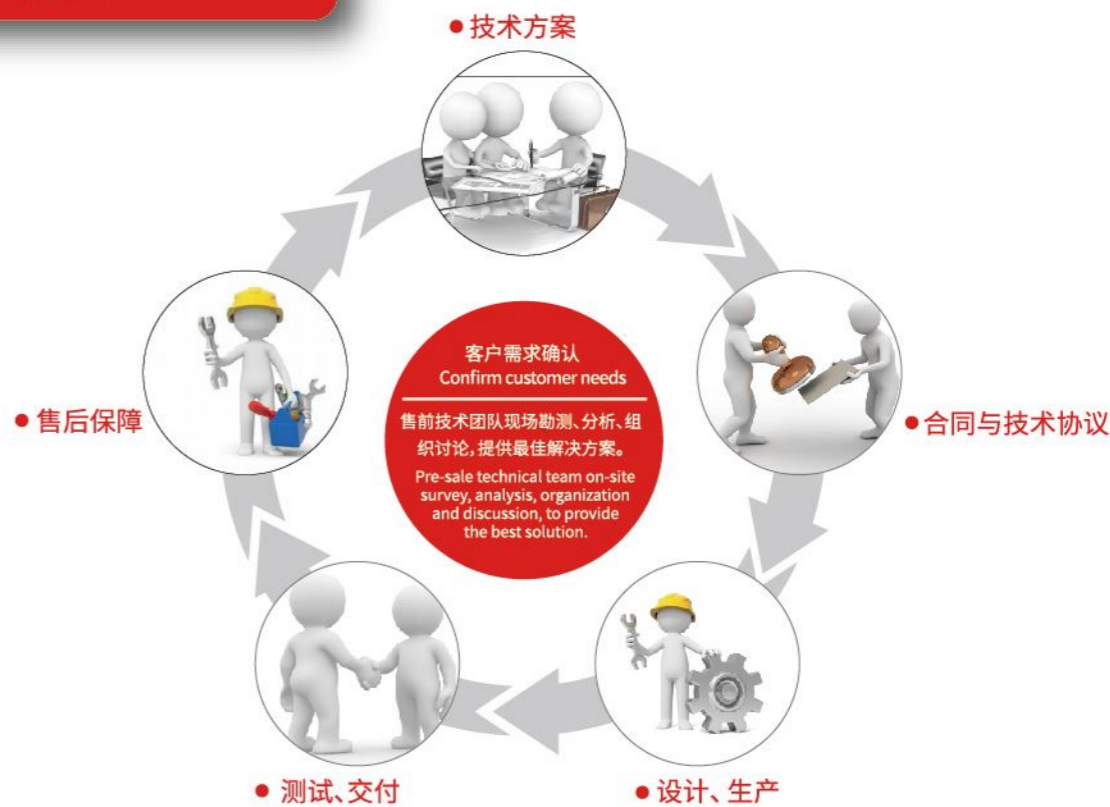 ● 技术方案
客户需求确认
Confirm customer needs
售前技术团队现场勘测、分析、组
织讨论,提供最佳解决方案。
Pre-sale technical team on-site
survey, analysis, organization
and discussion, to provide
the best solution.
● 售后保障
● 合同与技术协议
● 测试、交付
● 设计、生产